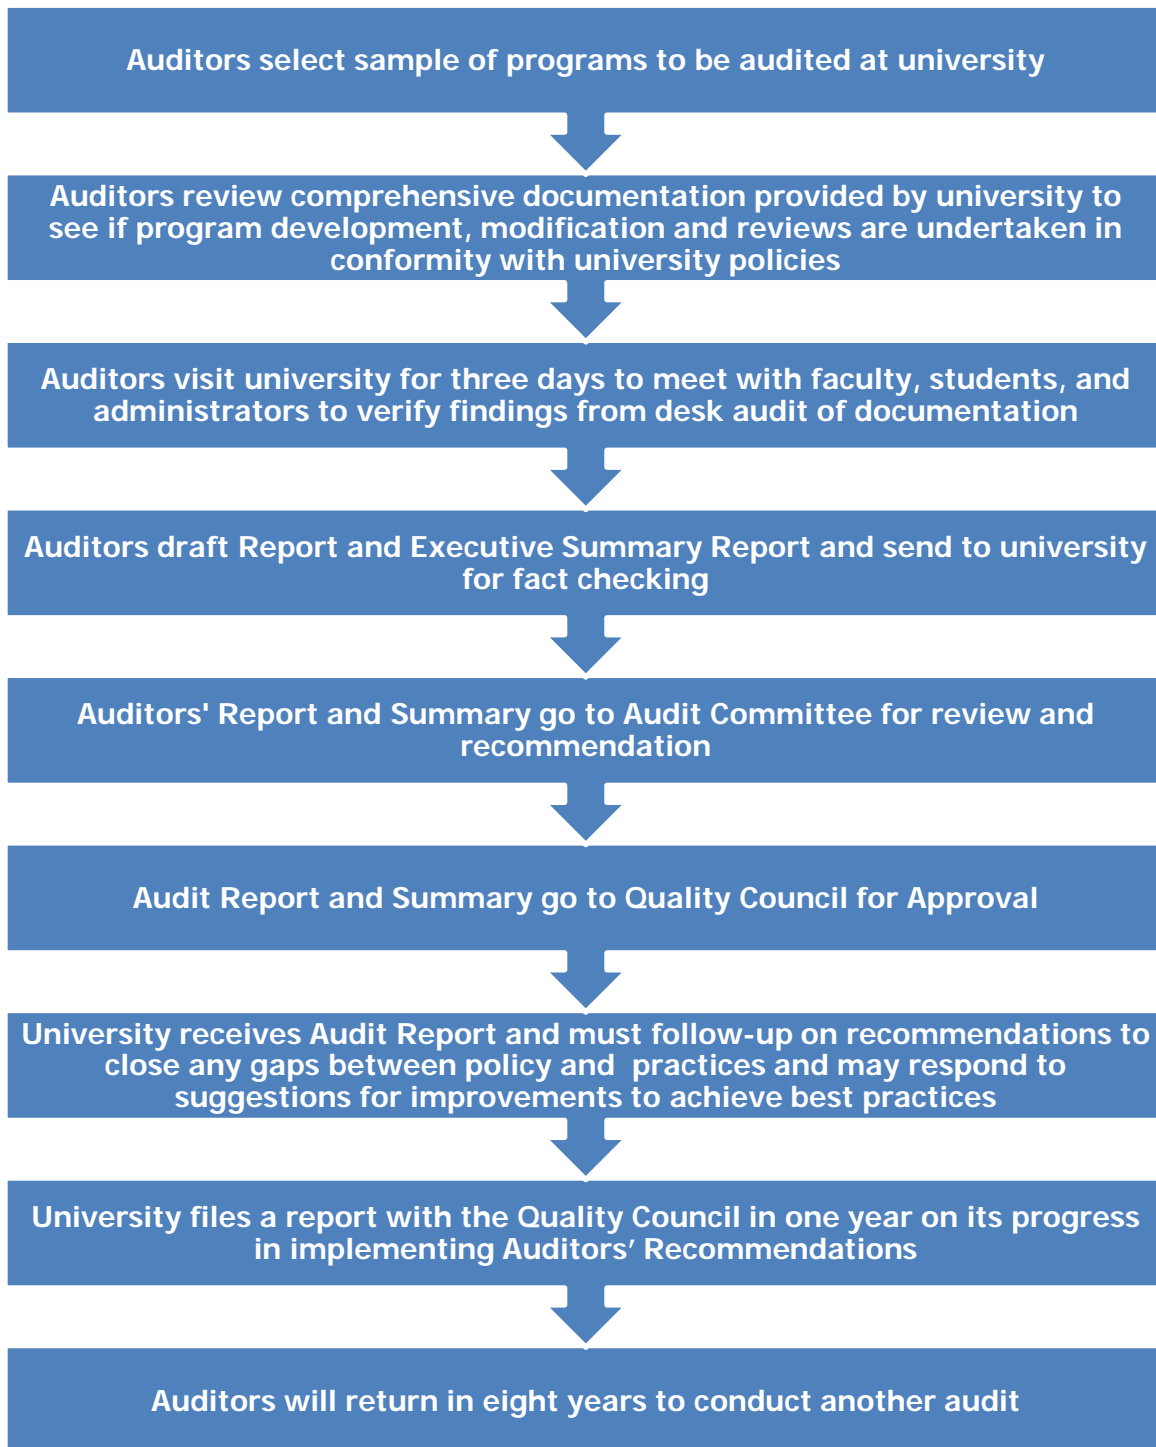 Auditors select sample of programs to be audited at university
Auditors review comprehensive documentation provided by university to
see if program development, modification and reviews are undertaken in
conformity with university policies
Auditors visit university for three days to meet with faculty, students, and
administrators to verify findings from desk audit of documentation
Auditors draft Report and Executive Summary Report and send to university
for fact checking
Auditors' Report and Summary go to Audit Committee for review and
recommendation
Audit Report and Summary go to Quality Council for Approval
University receives Audit Report and must follow-up on recommendations to
close any gaps between policy and  practices and may respond to
suggestions for improvements to achieve best practices
University files a report with the Quality Council in one year on its progress
in implementing Auditors’ Recommendations
Auditors will return in eight years to conduct another audit